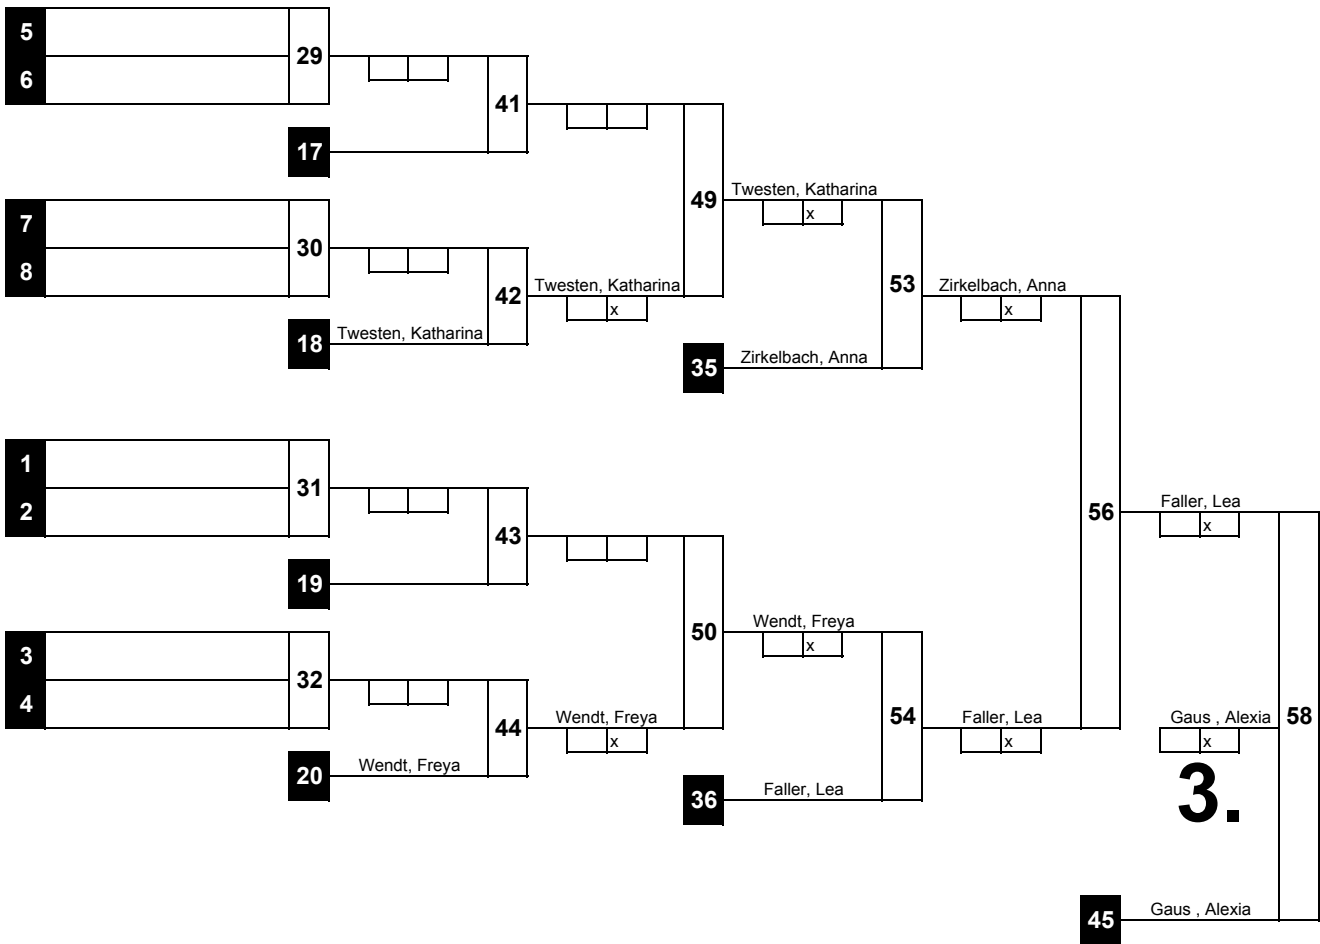 5
29
6
41
17
Twesten, Katharina
49
x
7
30
8
Zirkelbach, Anna
53
x
Twesten, Katharina
42
x
18
Twesten, Katharina
35
Zirkelbach, Anna
1
31
2
Faller, Lea
56
x
43
19
Wendt, Freya
50
x
3
32
4
Wendt, Freya
44
x
Faller, Lea
54
x
Gaus , Alexia
58
x
20
Wendt, Freya
36
Faller, Lea
3.
45
Gaus , Alexia